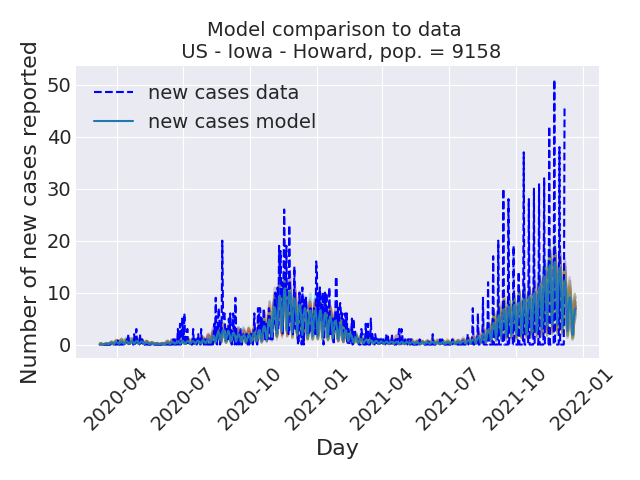 Model comparison to data
US - Iowa - Howard, pop. = 9158
new cases data
new cases model
Number of new cases reported
50
40
30
20
10
0
2020-04
2020-07
2020-10
2021-01
2021-04
2021-07
2021-10
2022-01
Day